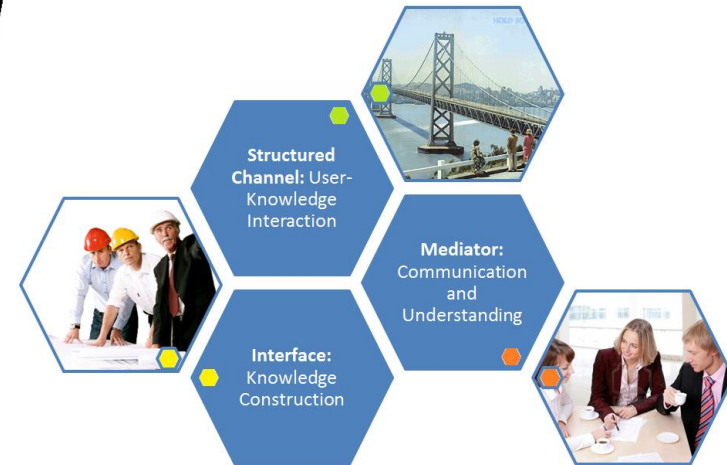 Structured
Channel: User-
Knowledge
Interaction
Mediator:
Communication
and
Understanding
Interface:
Knowledge
Construction